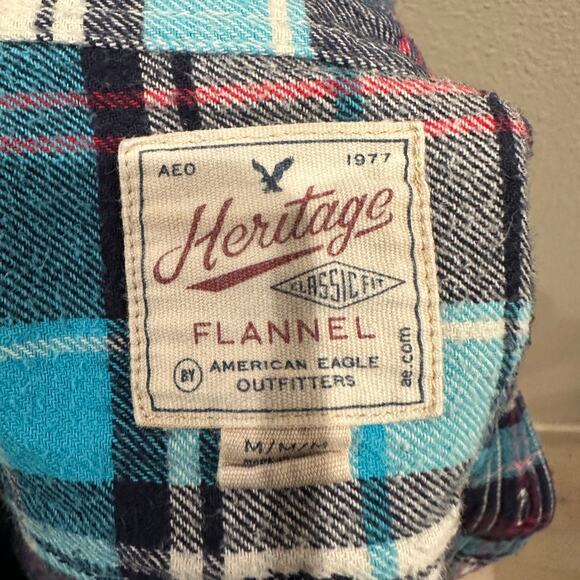 AEO 1977
Heritage
CLASSIC FIT
FLANNEL
BY AMERICAN EAGLE
OUTFITTERS
ae.com
M/M/M